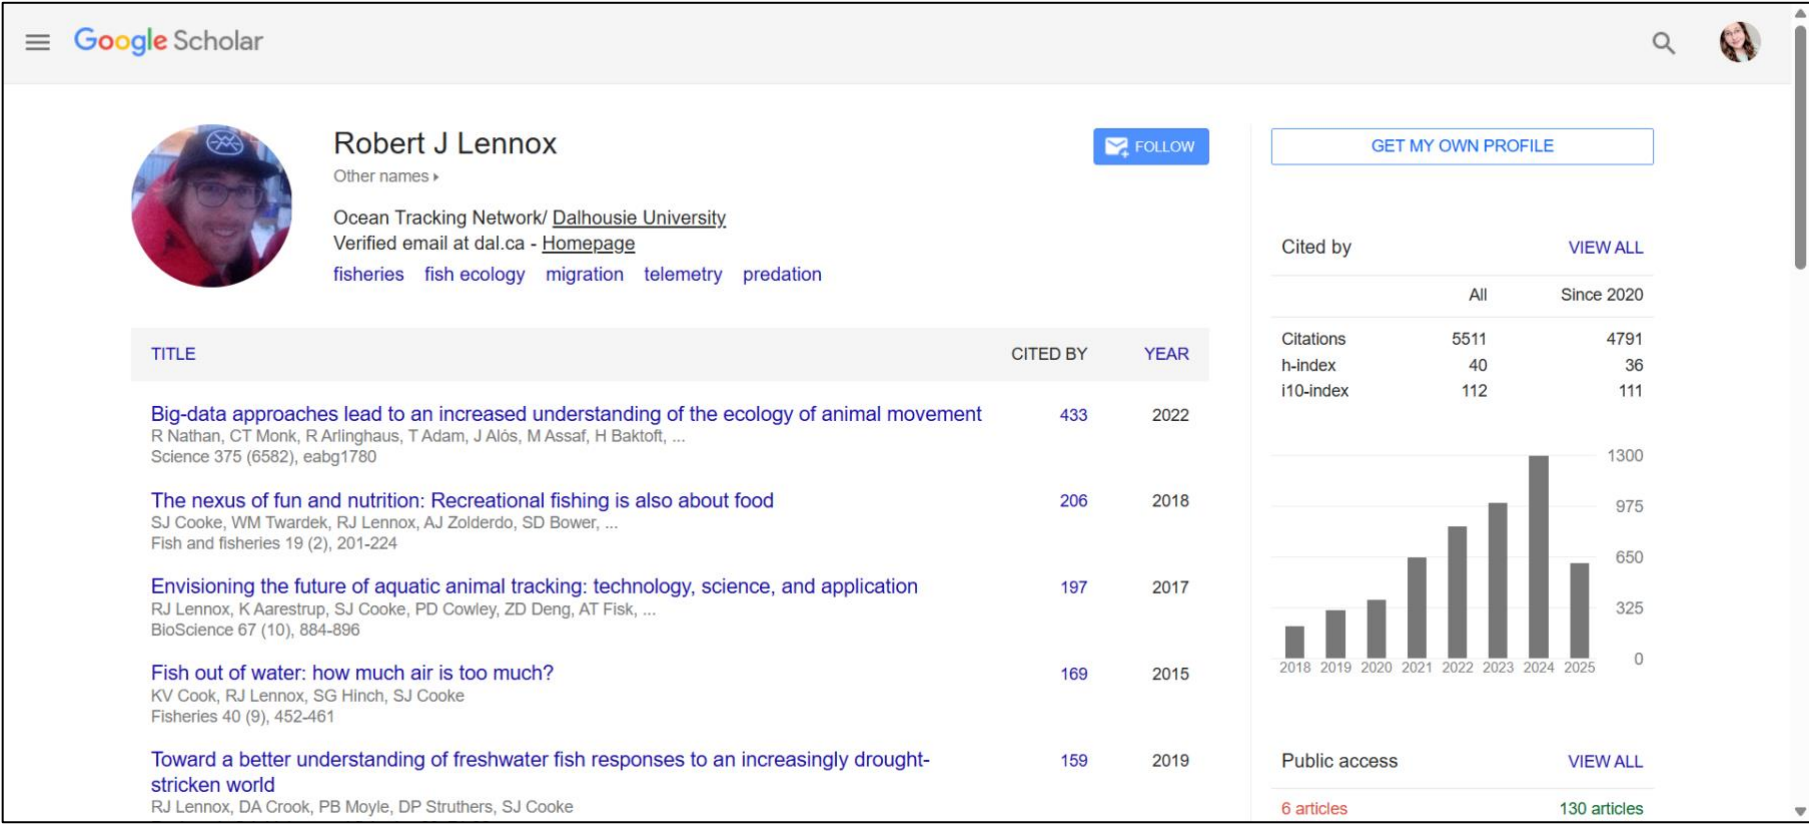 Google Scholar
Robert J Lennox
FOLLOW
Other names
Ocean Tracking Network/ Dalhousie University
Verified email at dal.ca - Homepage
fisheries fish ecology migration telemetry predation
TITLE CITED BY YEAR
Big-data approaches lead to an increased understanding of the ecology of animal movement 433 2022
R Nathan, CT Monk, R Arlinghaus, T Adam, J Alós, M Assaf, H Baktoft, ...
Science 375 (6582), eabg1780
The nexus of fun and nutrition: Recreational fishing is also about food 206 2018
SJ Cooke, WM Twardek, RJ Lennox, AJ Zolderdo, SD Bower, ...
Fish and fisheries 19 (2), 201-224
Envisioning the future of aquatic animal tracking: technology, science, and application 197 2017
RJ Lennox, K Aarestrup, SJ Cooke, PD Cowley, ZD Deng, AT Fisk, ...
BioScience 67 (10), 884-896
Fish out of water: how much air is too much? 169 2015
KV Cook, RJ Lennox, SG Hinch, SJ Cooke
Fisheries 40 (9), 452-461
Toward a better understanding of freshwater fish responses to an increasingly drought-
stricken world 159 2019
RJ Lennox, DA Crook, PB Moyle, DP Struthers, SJ Cooke
GET MY OWN PROFILE
Cited by VIEW ALL
All Since 2020
Citations 5511 4791
h-index 40 36
i10-index 112 111
1300
975
650
325
0
2018 2019 2020 2021 2022 2023 2024 2025
Public access VIEW ALL
6 articles 130 articles